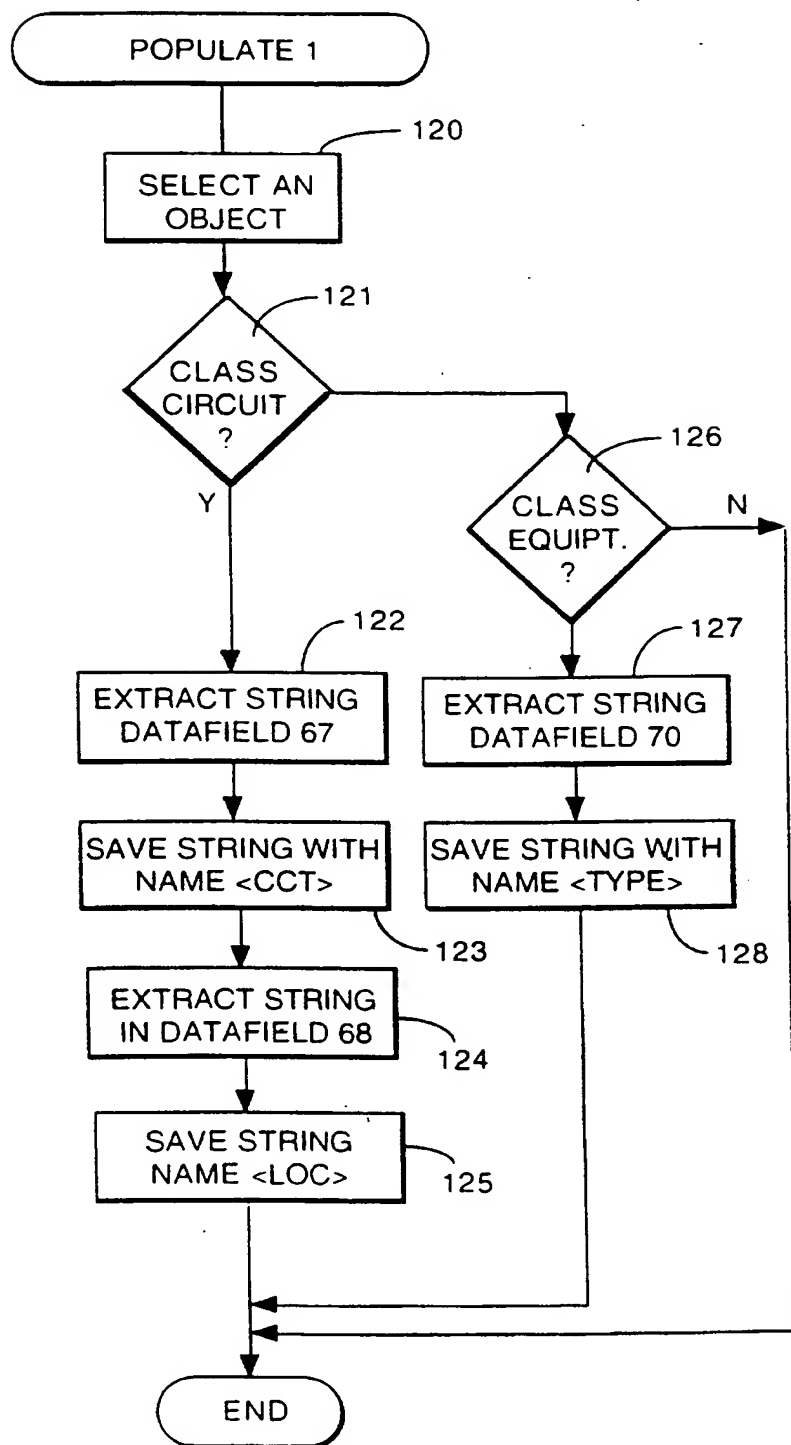 POPULATE 1
120
SELECT AN
OBJECT
121
CLASS
CIRCUIT
?
Y
126
CLASS
EQUIPT.
?
N
122
EXTRACT STRING
DATAFIELD 67
127
EXTRACT STRING
DATAFIELD 70
SAVE STRING WITH
NAME <CCT>
123
SAVE STRING WITH
NAME <TYPE>
128
EXTRACT STRING
IN DATAFIELD 68
124
SAVE STRING
NAME <LOC>
125
END